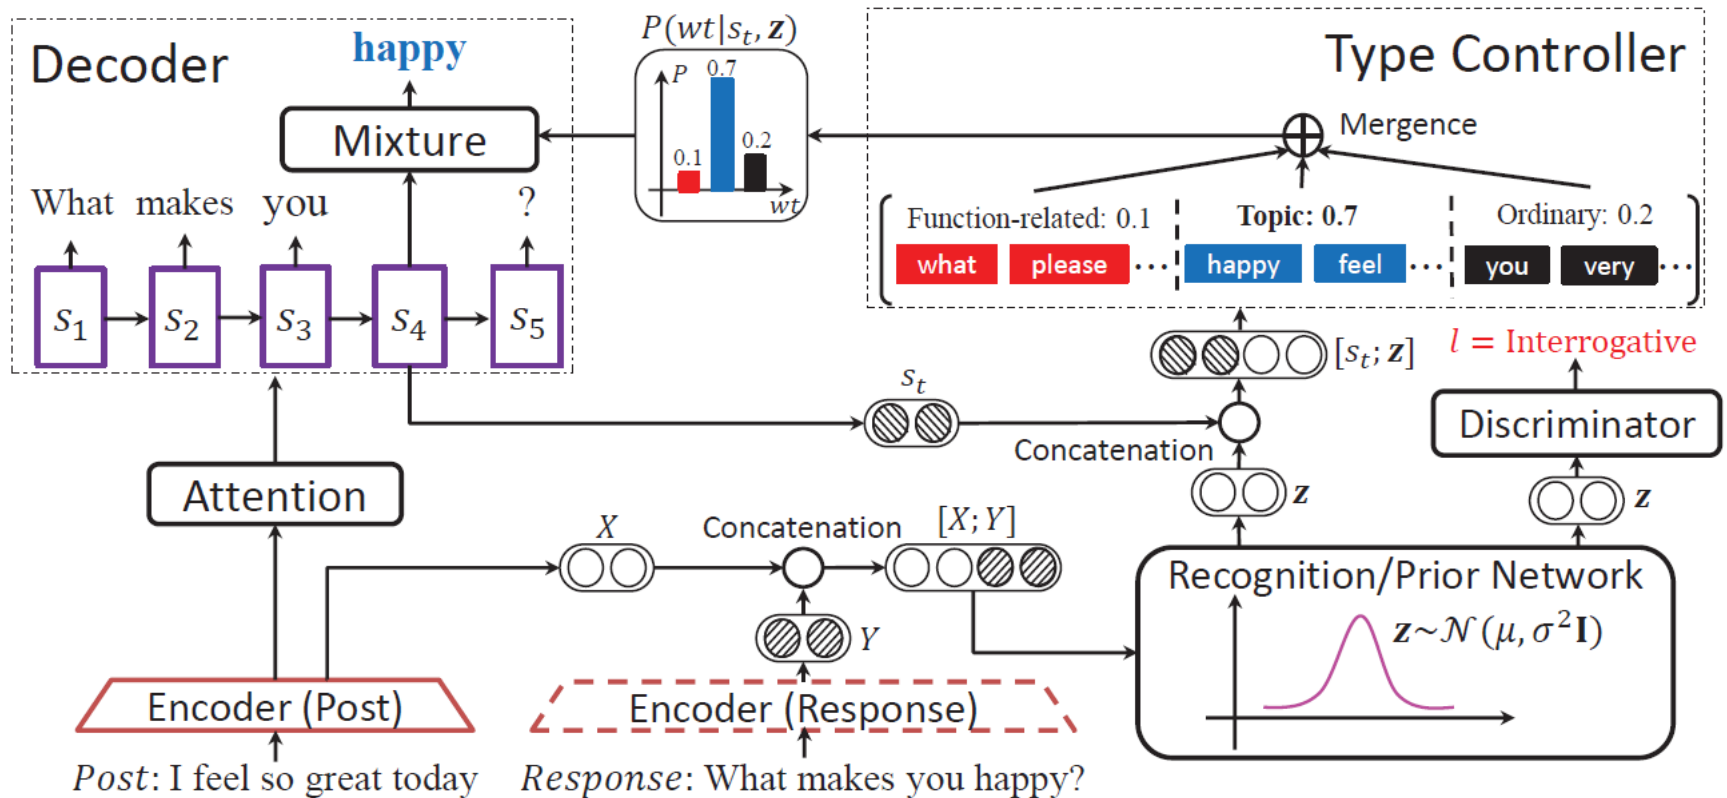 Decoder
happy
Mixture
What makes you ?
s₁ s₂ s₃ s₄ s₅
P(wt|sₜ, z)
P
0.7
0.2
0.1
wt
Type Controller
Mergence
Function-related: 0.1 Topic: 0.7 Ordinary: 0.2
what please ... happy feel ... you very ...
[sₜ; z]
l = Interrogative
sₜ
Concatenation
Discriminator
z
z
Attention
X
Concatenation
[X; Y]
Y
Recognition/Prior Network
z~𝒩(μ, σ²I)
Encoder (Post)
Encoder (Response)
Post: I feel so great today
Response: What makes you happy?